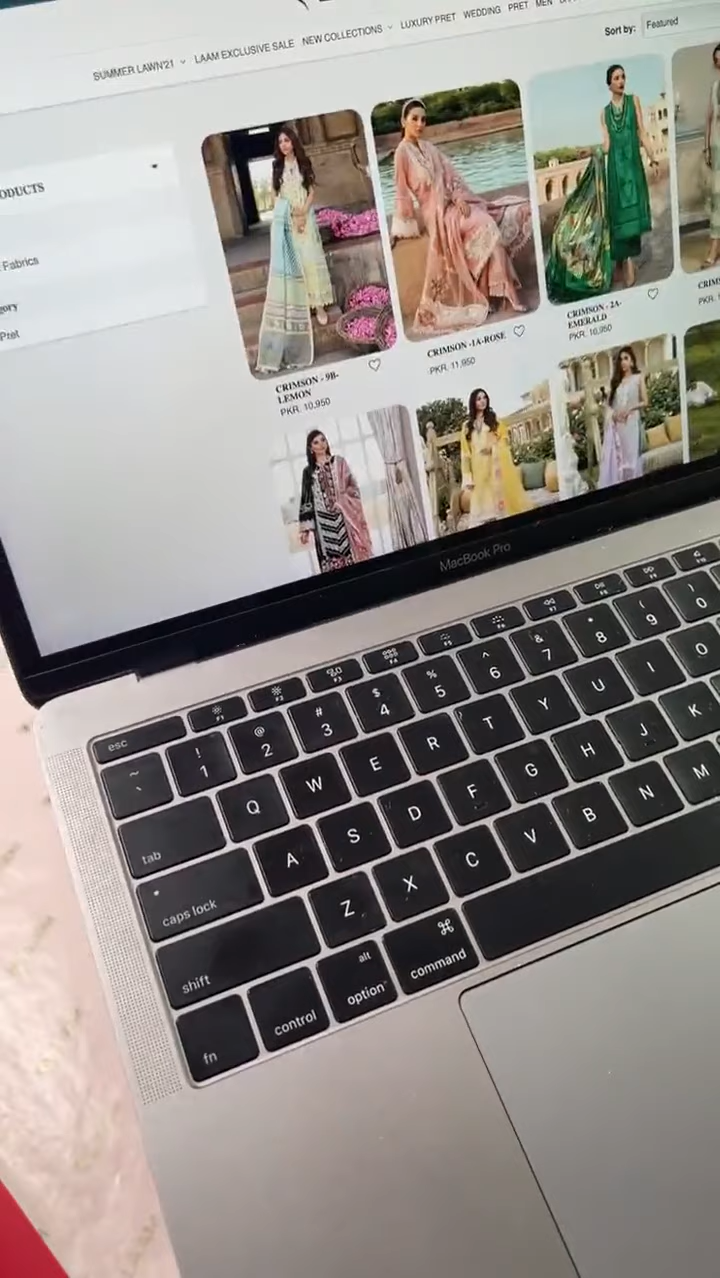 SUMMER LAWN'21 LAAM EXCLUSIVE SALE NEW COLLECTIONS LUXURY PRET WEDDING PRET MEN
Sort by: Featured
ODUCTS
Fabrics
gory
Pret
CRIMSON - 9B-
LEMON
PKR. 10,950
CRIMSON -1A-ROSE
PKR. 11,950
CRIMSON - 2A-
EMERALD
PKR. 10,950
CRIMS
PKR.
MacBook Pro
esc F1 F2 F3 F4 F5 F6 F7 F8 F9 F10
~ ` ! 1 @ 2 # 3 $ 4 % 5 ^ 6 & 7 * 8 ( 9 ) 0
tab Q W E R T Y U I O
caps lock A S D F G H J K
shift Z X C V B N M
fn control alt option ⌘ command